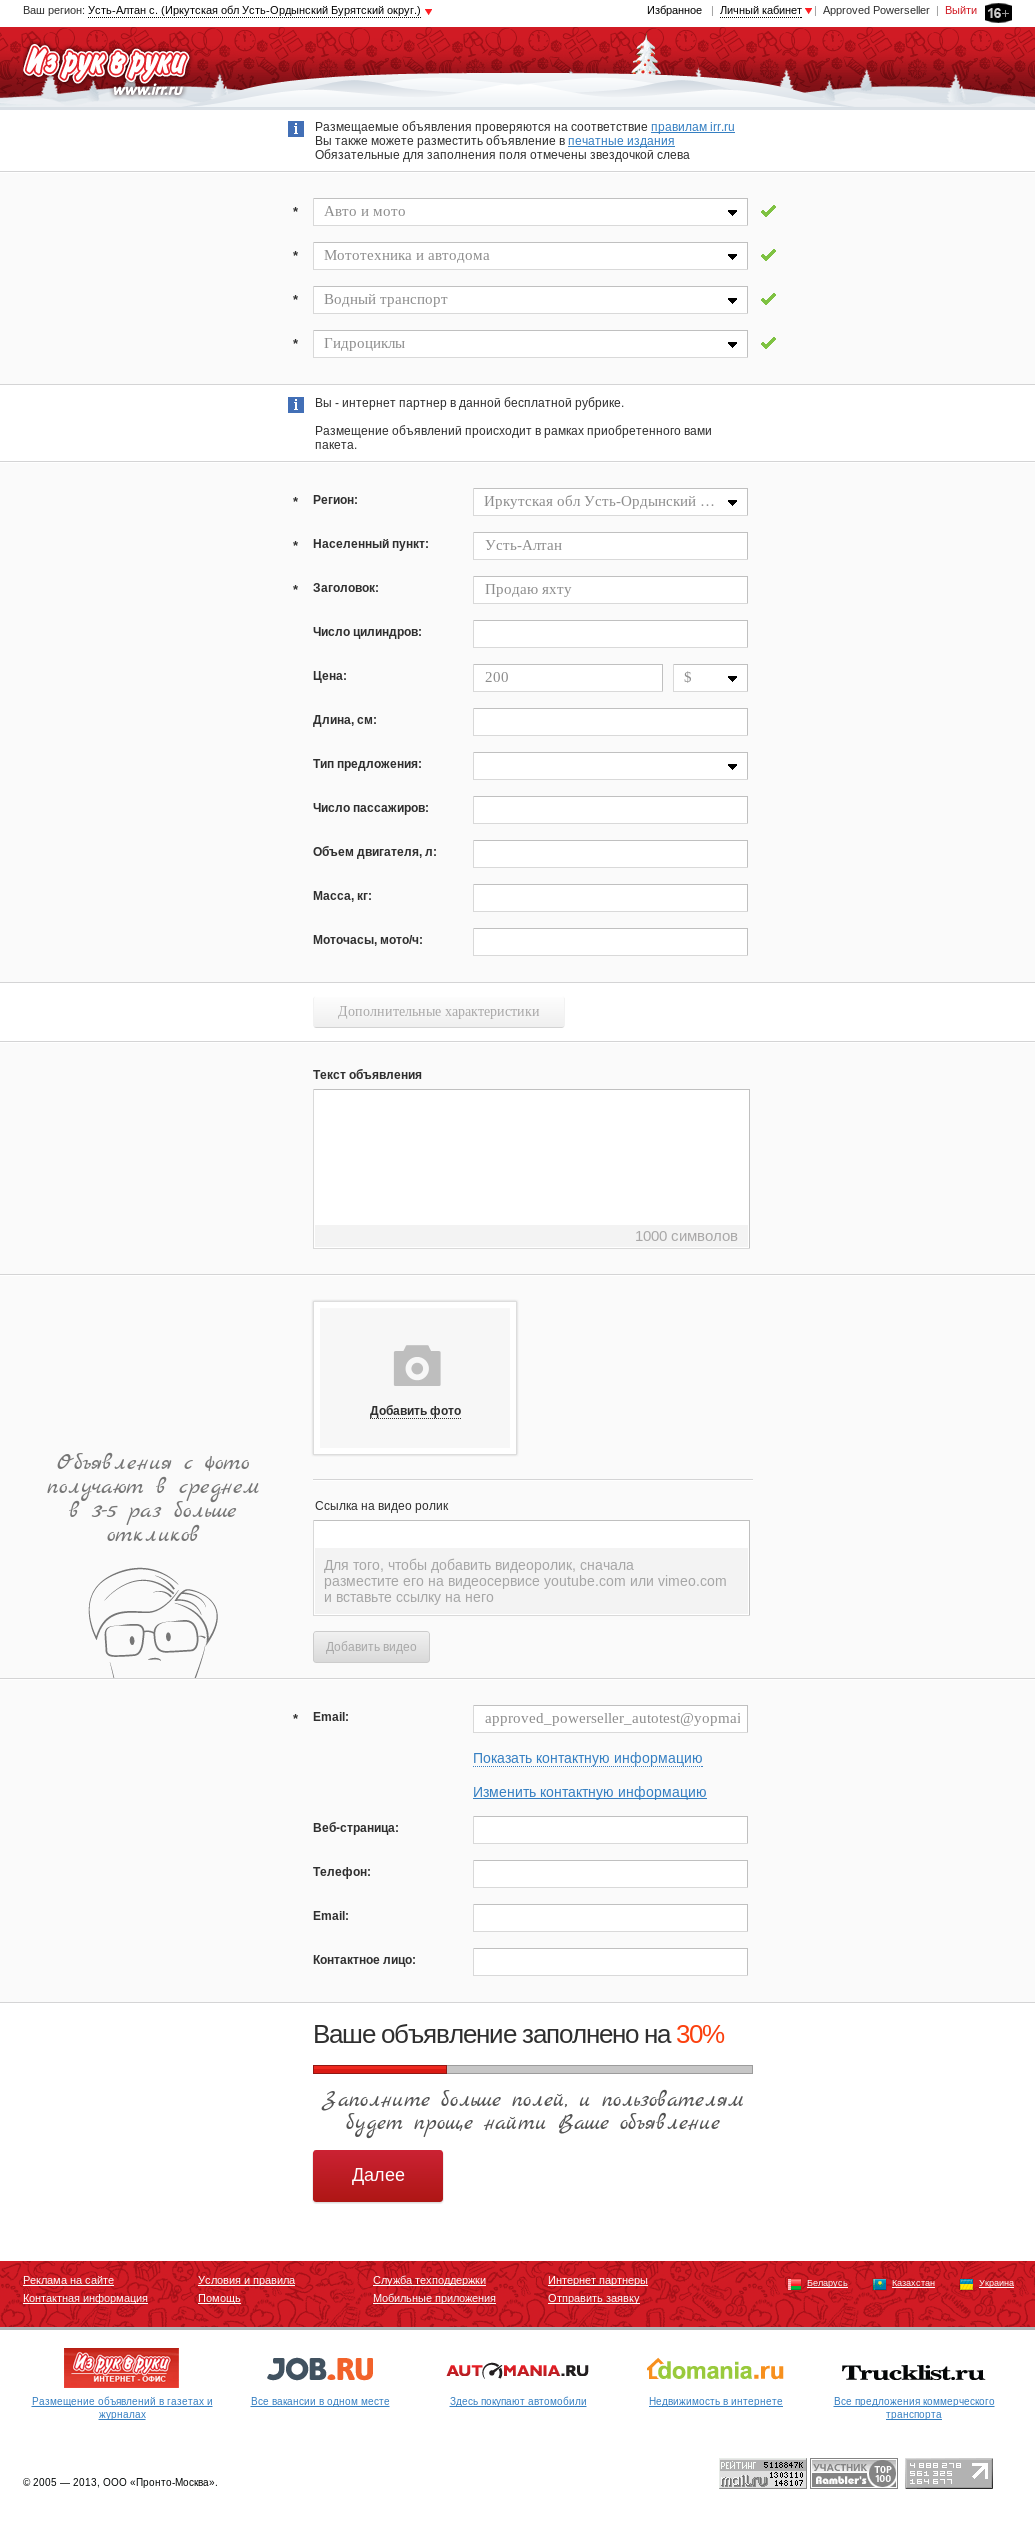 Ваш регион: Усть-Алтан с. (Иркутская обл Усть-Ордынский Бурятский округ.)
Избранное | Личный кабинет | Approved Powerseller | Выйти 16+
Из рук в руки
www.irr.ru
Размещаемые объявления проверяются на соответствие правилам irr.ru
Вы также можете разместить объявление в печатные издания
Обязательные для заполнения поля отмечены звездочкой слева
* Авто и мото
* Мототехника и автодома
* Водный транспорт
* Гидроциклы
Вы - интернет партнер в данной бесплатной рубрике.
Размещение объявлений происходит в рамках приобретенного вами
пакета.
* Регион: Иркутская обл Усть-Ордынский ...
* Населенный пункт: Усть-Алтан
* Заголовок: Продаю яхту
Число цилиндров:
Цена: 200 $
Длина, см:
Тип предложения:
Число пассажиров:
Объем двигателя, л:
Масса, кг:
Моточасы, мото/ч:
Дополнительные характеристики
Текст объявления
1000 символов
Добавить фото
Объявления с фото
получают в среднем
в 3-5 раз больше
откликов
Ссылка на видео ролик
Для того, чтобы добавить видеоролик, сначала
разместите его на видеосервисе youtube.com или vimeo.com
и вставьте ссылку на него
Добавить видео
* Email: approved_powerseller_autotest@yopmai
Показать контактную информацию
Изменить контактную информацию
Веб-страница:
Телефон:
Email:
Контактное лицо:
Ваше объявление заполнено на 30%
Заполните больше полей, и пользователям
будет проще найти Ваше объявление
Далее
Реклама на сайте Условия и правила Служба техподдержки Интернет партнеры Беларусь Казахстан Украина
Контактная информация Помощь Мобильные приложения Отправить заявку
Из рук в руки
ИНТЕРНЕТ - ОФИС
JOB.RU AUTOMANIA.RU domania.ru Trucklist.ru
Размещение объявлений в газетах и
журналах
Все вакансии в одном месте
Здесь покупают автомобили
Недвижимость в интернете
Все предложения коммерческого
транспорта
© 2005 — 2013, ООО «Пронто-Москва».
РЕЙТИНГ 5118847K
mail.ru 1303110
148107
УЧАСТНИК
Rambler's TOP 100
4 888 278
561 325
164 677